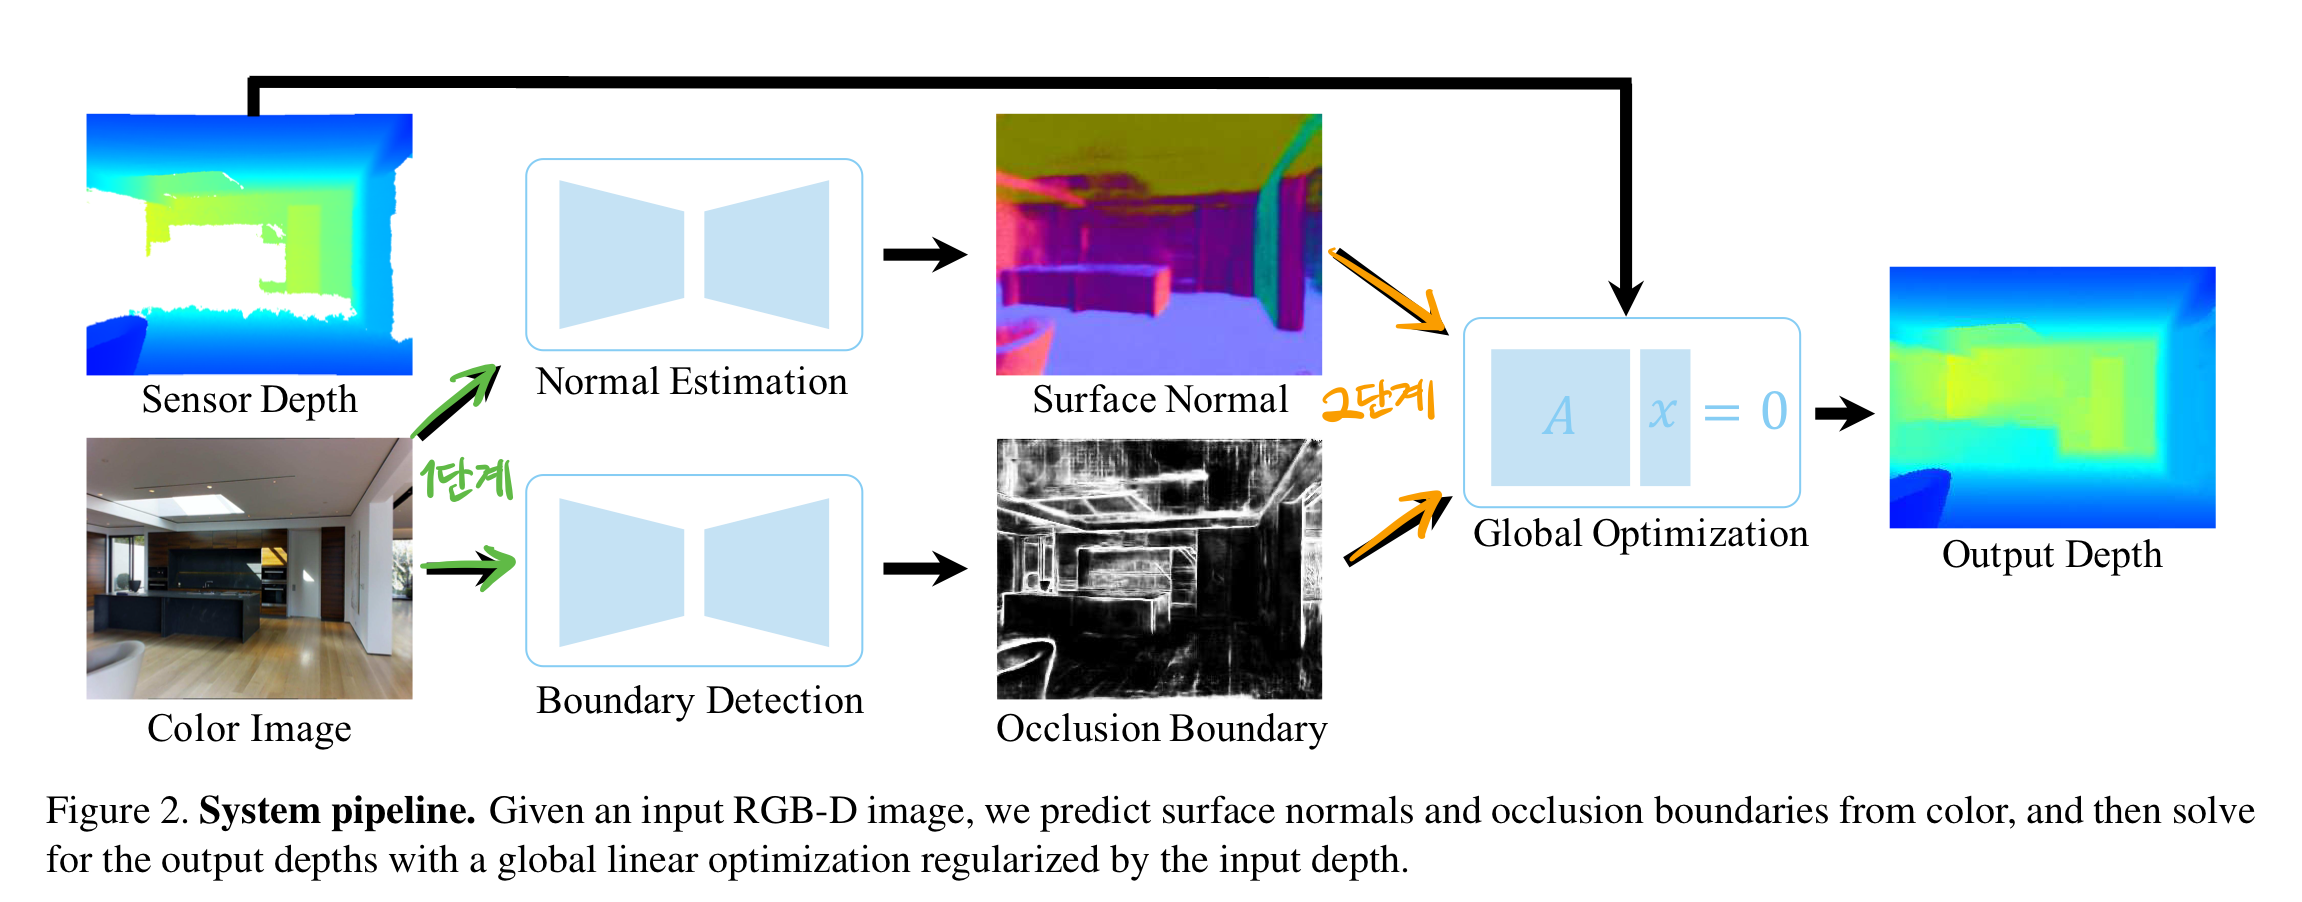 Sensor Depth
Normal Estimation
Surface Normal
1단계
2단계
A x = 0
Global Optimization
Output Depth
Color Image
Boundary Detection
Occlusion Boundary
Figure 2. System pipeline. Given an input RGB-D image, we predict surface normals and occlusion boundaries from color, and then solve
for the output depths with a global linear optimization regularized by the input depth.